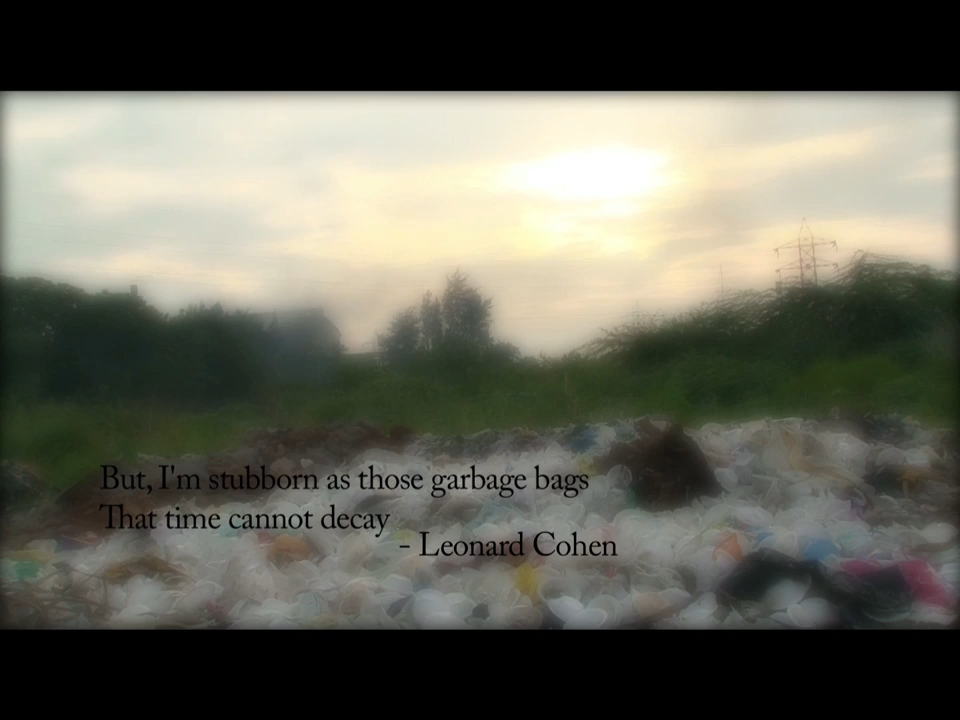 But, I'm stubborn as those garbage bags
That time cannot decay
- Leonard Cohen